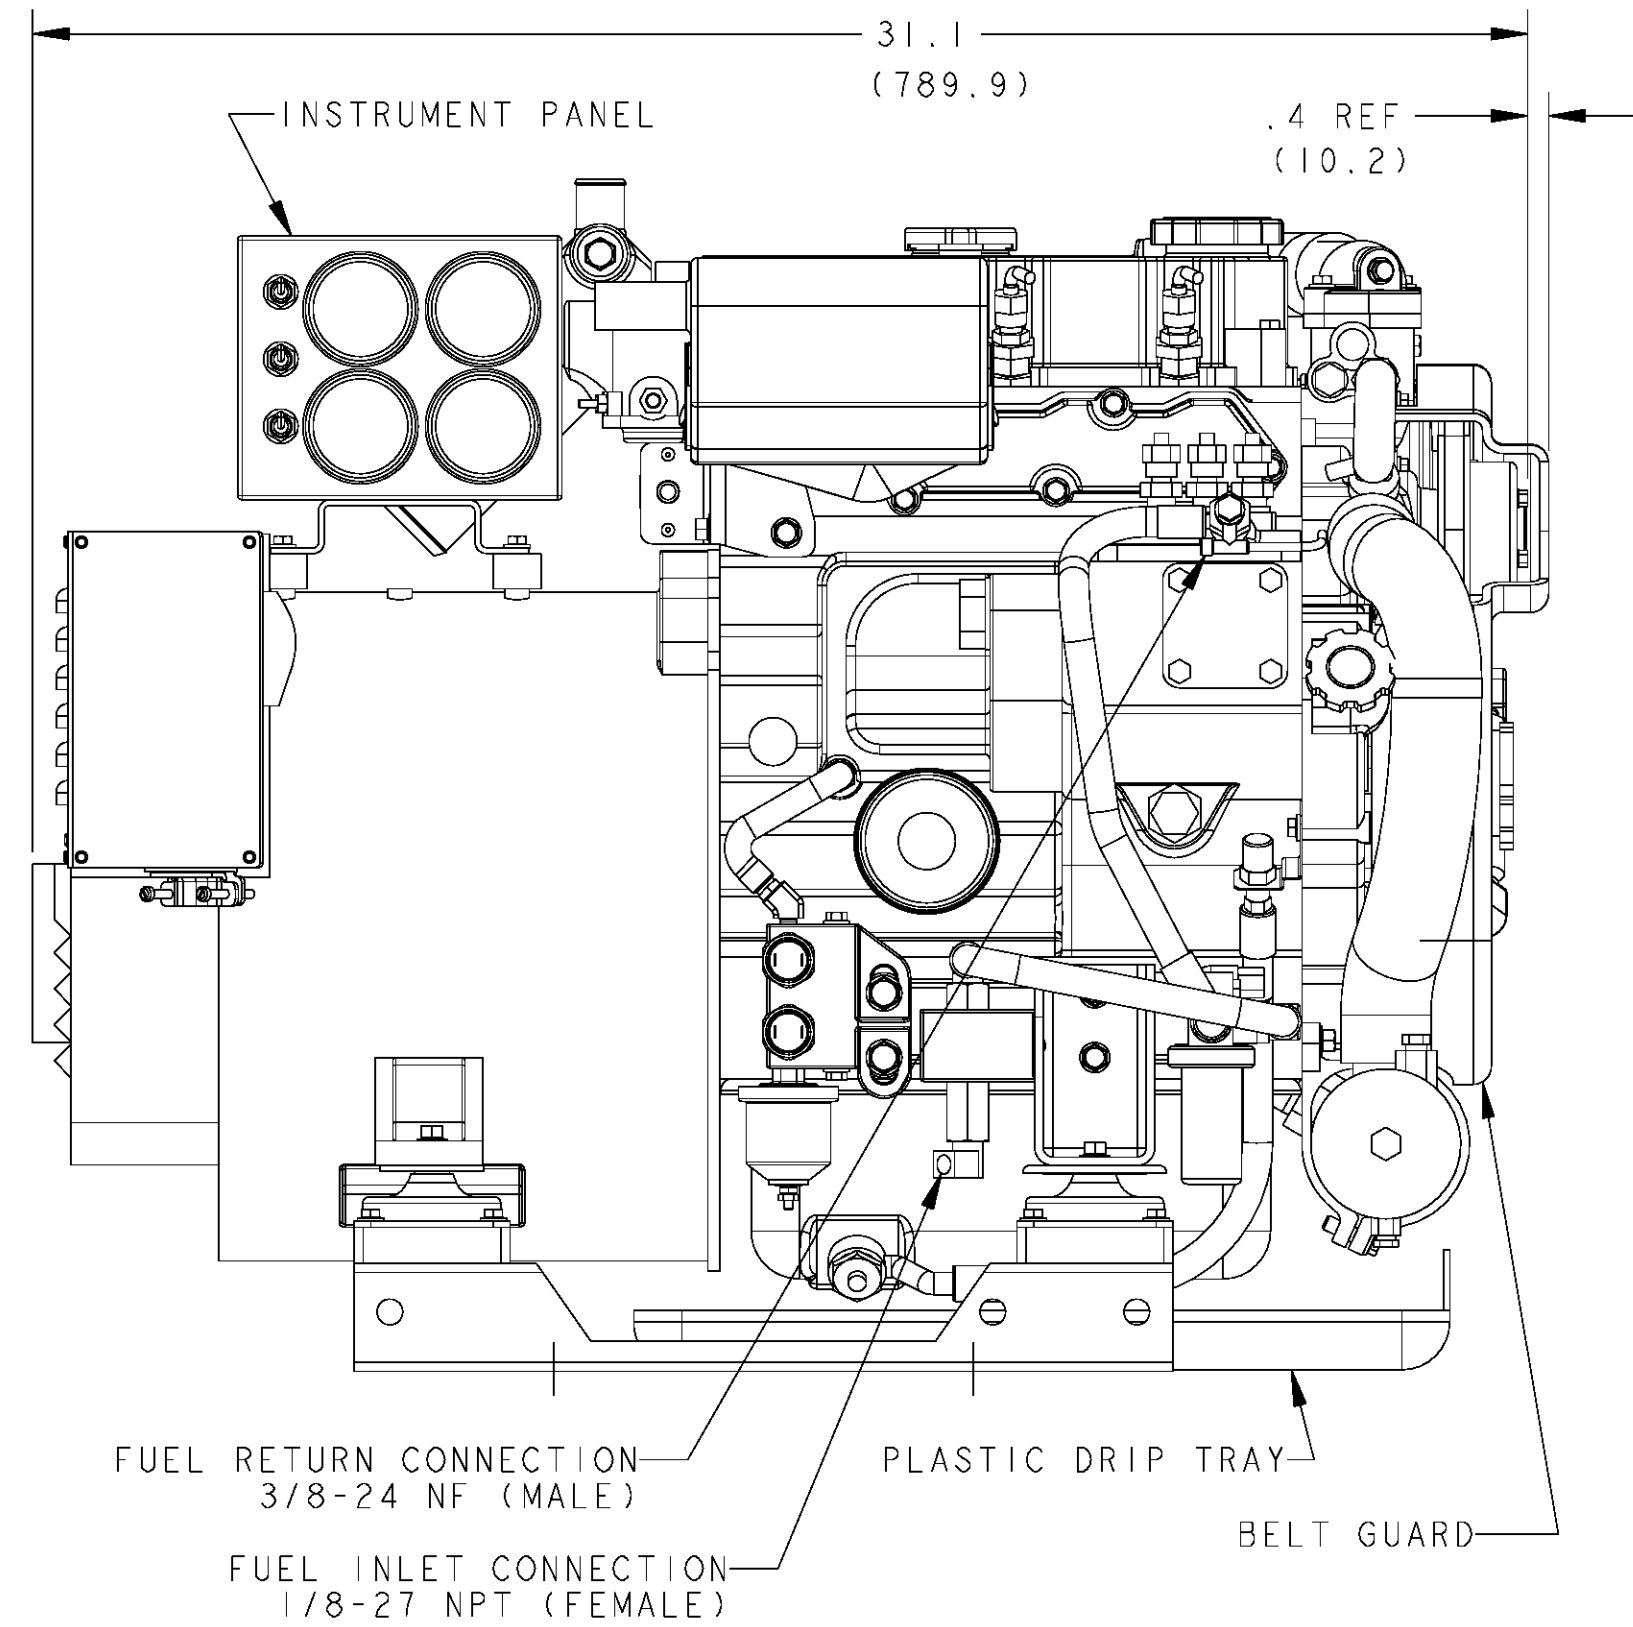 31.1
(789.9)
.4 REF
(10.2)
INSTRUMENT PANEL
FUEL RETURN CONNECTION
3/8-24 NF (MALE)
PLASTIC DRIP TRAY
BELT GUARD
FUEL INLET CONNECTION
1/8-27 NPT (FEMALE)